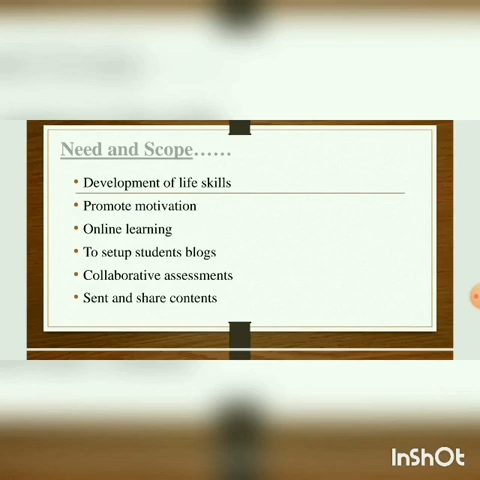 Need and Scope......
• Development of life skills
• Promote motivation
• Online learning
• To setup students blogs
• Collaborative assessments
• Sent and share contents
InShOt